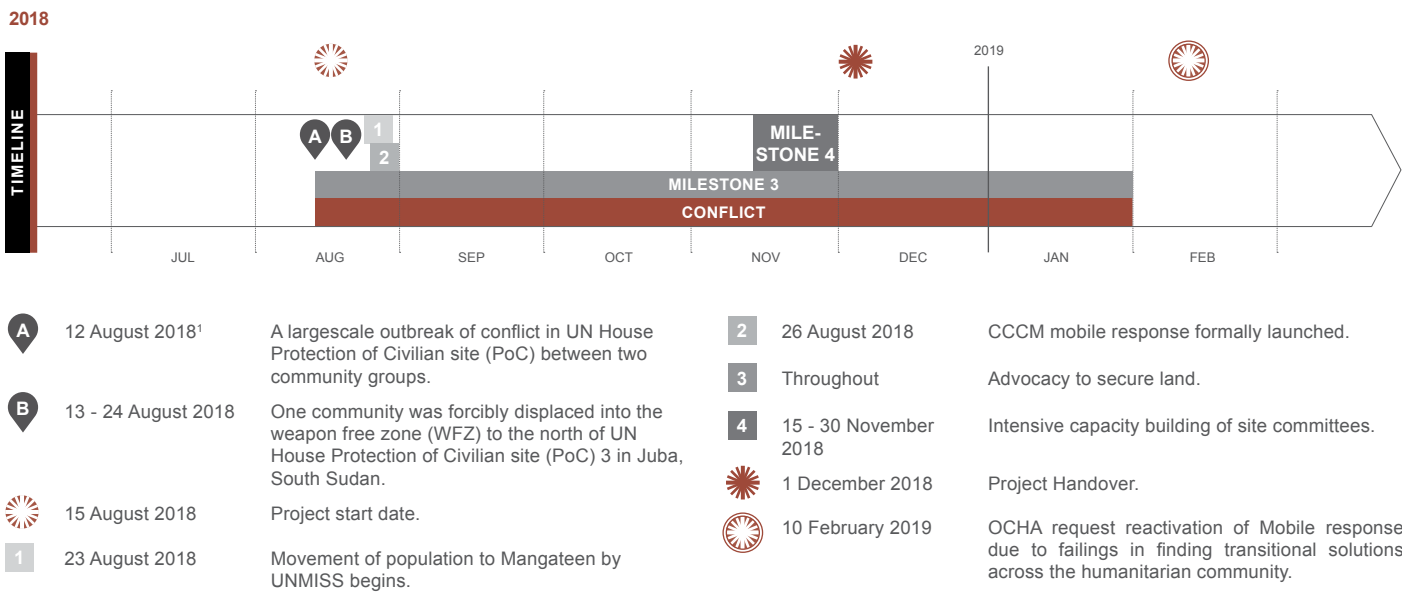 2018
2019
TIMELINE
A
B
1
2
MILE-
STONE 4
MILESTONE 3
CONFLICT
JUL
AUG
SEP
OCT
NOV
DEC
JAN
FEB
A
12 August 2018¹
A largescale outbreak of conflict in UN House
Protection of Civilian site (PoC) between two
community groups.
B
13 - 24 August 2018
One community was forcibly displaced into the
weapon free zone (WFZ) to the north of UN
House Protection of Civilian site (PoC) 3 in Juba,
South Sudan.
15 August 2018
Project start date.
1
23 August 2018
Movement of population to Mangateen by
UNMISS begins.
2
26 August 2018
CCCM mobile response formally launched.
3
Throughout
Advocacy to secure land.
4
15 - 30 November
2018
Intensive capacity building of site committees.
1 December 2018
Project Handover.
10 February 2019
OCHA request reactivation of Mobile response
due to failings in finding transitional solutions
across the humanitarian community.